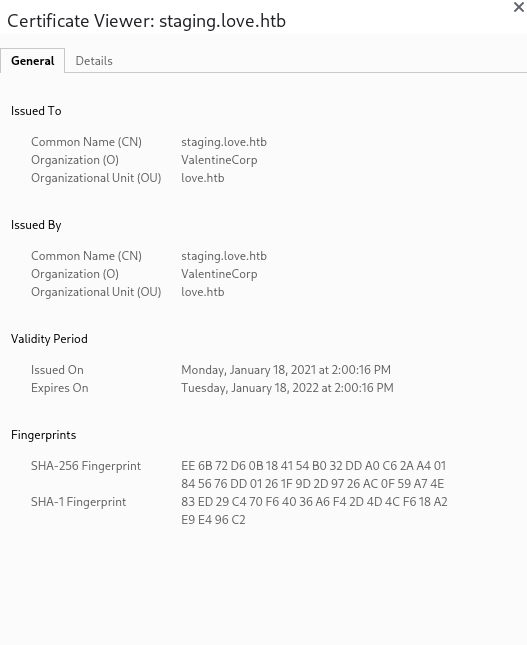 Certificate Viewer: staging.love.htb
General Details
Issued To
Common Name (CN) staging.love.htb
Organization (O) ValentineCorp
Organizational Unit (OU) love.htb
Issued By
Common Name (CN) staging.love.htb
Organization (O) ValentineCorp
Organizational Unit (OU) love.htb
Validity Period
Issued On Monday, January 18, 2021 at 2:00:16 PM
Expires On Tuesday, January 18, 2022 at 2:00:16 PM
Fingerprints
SHA-256 Fingerprint EE 6B 72 D6 0B 18 41 54 B0 32 DD A0 C6 2A A4 01
84 56 76 DD 01 26 1F 9D 2D 97 26 AC 0F 59 A7 4E
SHA-1 Fingerprint 83 ED 29 C4 70 F6 40 36 A6 F4 2D 4D 4C F6 18 A2
E9 E4 96 C2